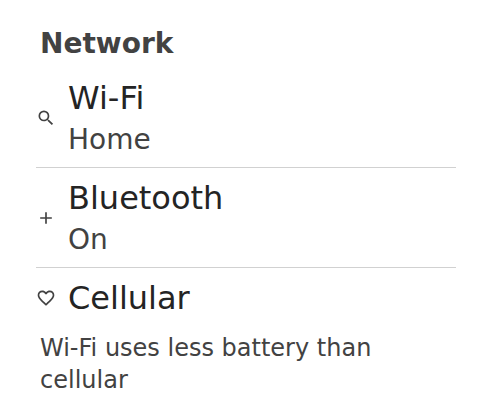 Network
Wi-Fi
Home
Bluetooth
On
Cellular
Wi-Fi uses less battery than
cellular